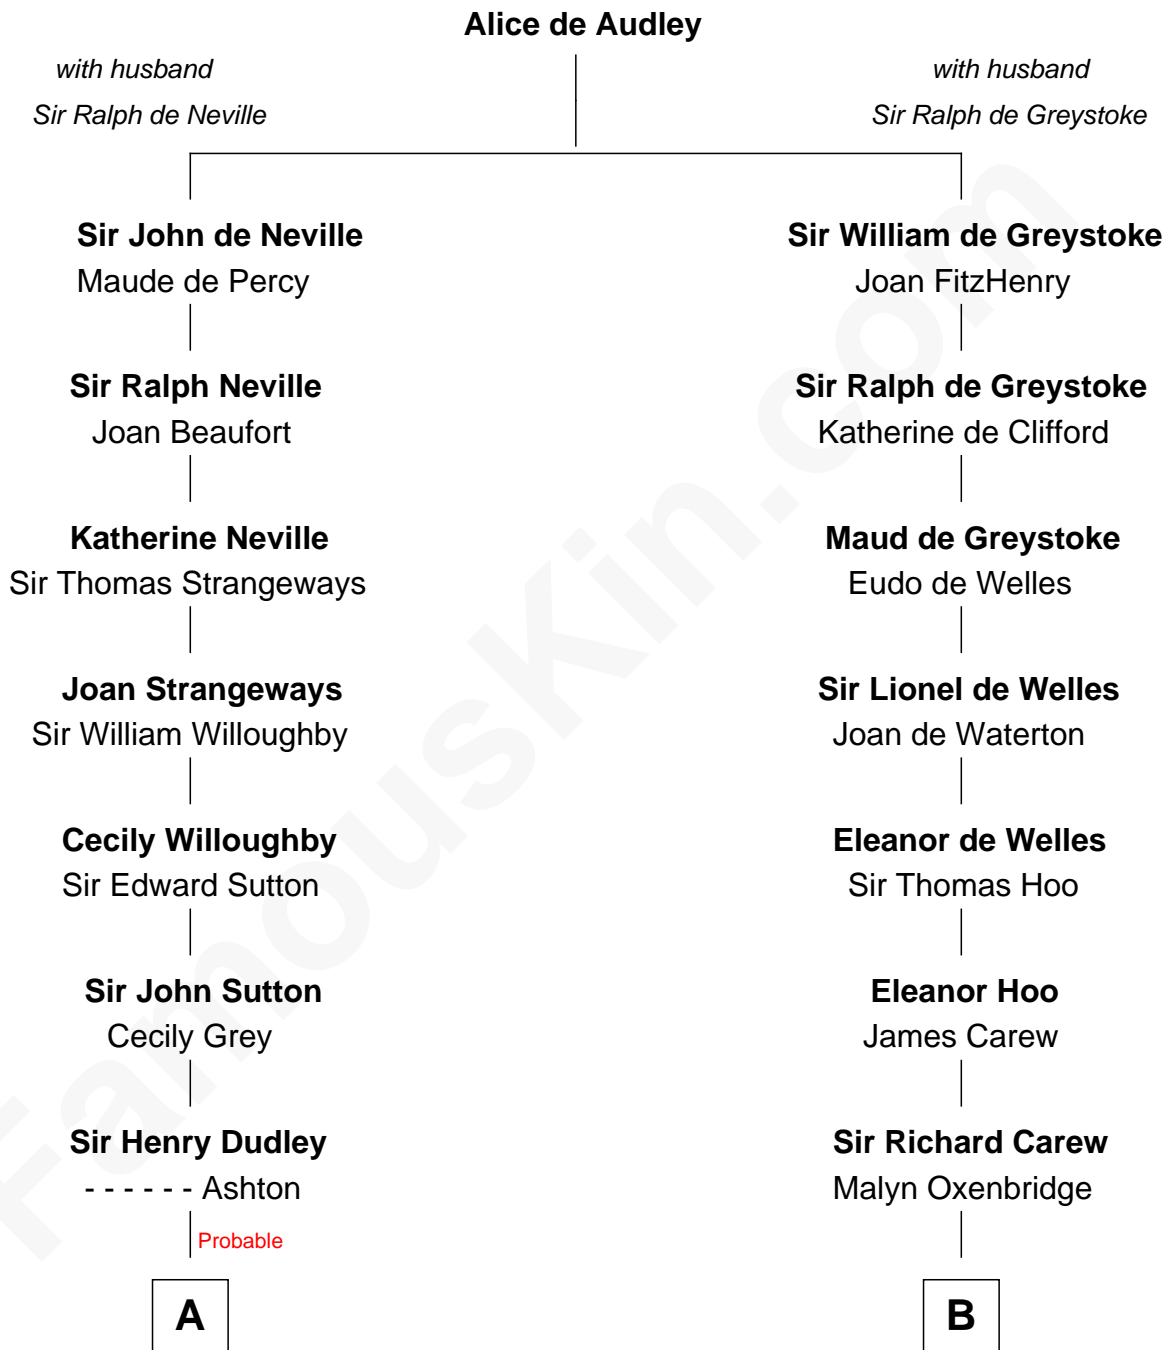 Alice de Audley
with husband
Sir Ralph de Neville
with husband
Sir Ralph de Greystoke
Sir John de Neville
Maude de Percy
Sir William de Greystoke
Joan FitzHenry
Sir Ralph Neville
Joan Beaufort
Sir Ralph de Greystoke
Katherine de Clifford
Katherine Neville
Sir Thomas Strangeways
Maud de Greystoke
Eudo de Welles
Joan Strangeways
Sir William Willoughby
Sir Lionel de Welles
Joan de Waterton
Cecily Willoughby
Sir Edward Sutton
Eleanor de Welles
Sir Thomas Hoo
Sir John Sutton
Cecily Grey
Eleanor Hoo
James Carew
Sir Henry Dudley
- - - - - - Ashton
Sir Richard Carew
Malyn Oxenbridge
Probable
A
B
FamousKin.com